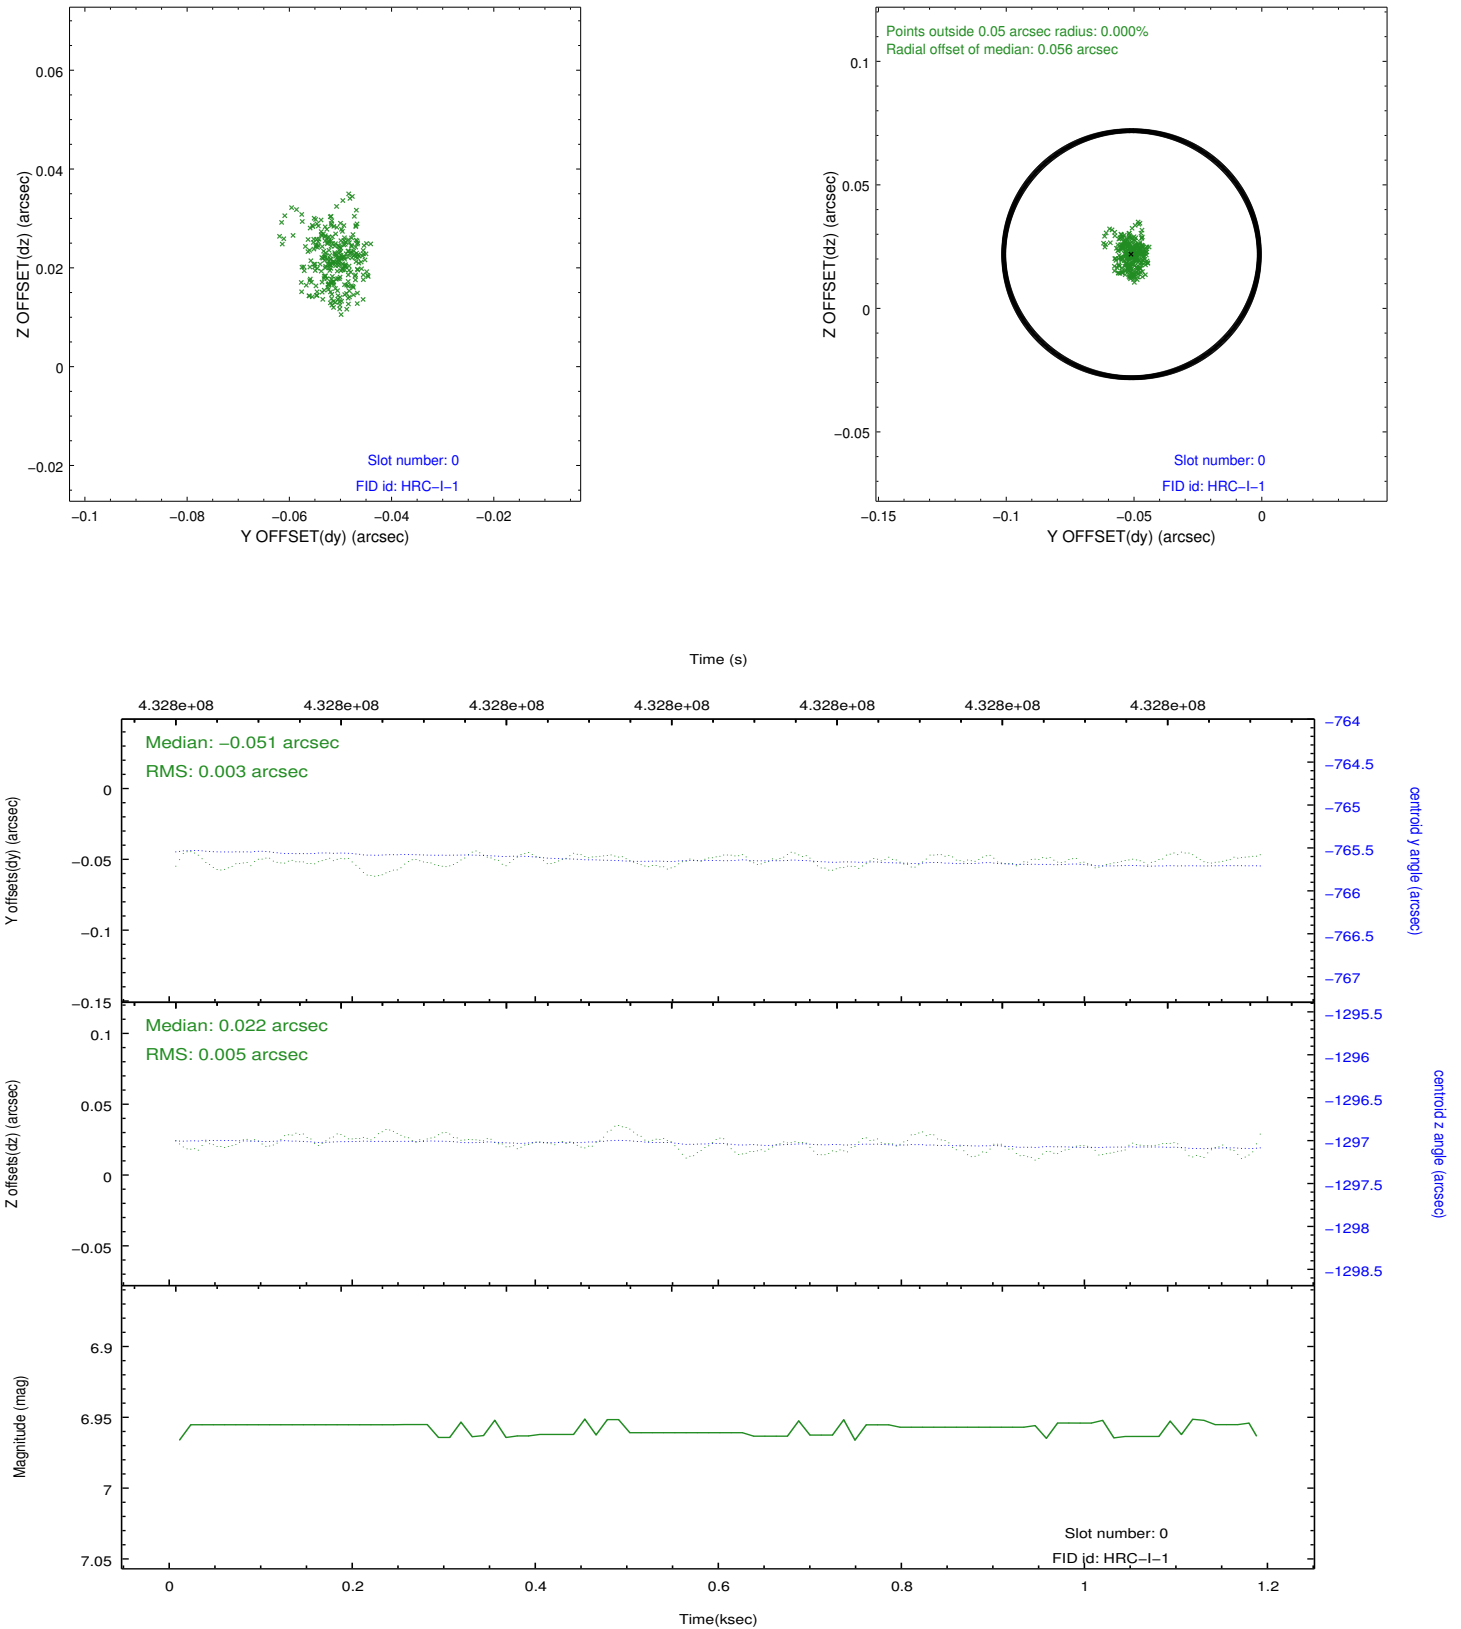 0.06
0.04
0.02
0
−0.02
Z OFFSET(dz) (arcsec)
Slot number: 0
FID id: HRC−I−1
−0.1
−0.08
−0.06
−0.04
−0.02
Y OFFSET(dy) (arcsec)
Points outside 0.05 arcsec radius: 0.000%
Radial offset of median: 0.056 arcsec
0.1
0.05
0
−0.05
Z OFFSET(dz) (arcsec)
Slot number: 0
FID id: HRC−I−1
−0.15
−0.1
−0.05
0
Y OFFSET(dy) (arcsec)
Time (s)
4.328e+08
4.328e+08
4.328e+08
4.328e+08
4.328e+08
4.328e+08
4.328e+08
Median: −0.051 arcsec
RMS: 0.003 arcsec
0
−0.05
−0.1
−0.15
Y offsets(dy) (arcsec)
−764
−764.5
−765
−765.5
−766
−766.5
−767
centroid y angle (arcsec)
Median: 0.022 arcsec
RMS: 0.005 arcsec
0.1
0.05
0
−0.05
Z offsets(dz) (arcsec)
−1295.5
−1296
−1296.5
−1297
−1297.5
−1298
−1298.5
centroid z angle (arcsec)
6.9
6.95
7
7.05
Magnitude (mag)
Slot number: 0
FID id: HRC−I−1
0
0.2
0.4
0.6
0.8
1
1.2
Time(ksec)